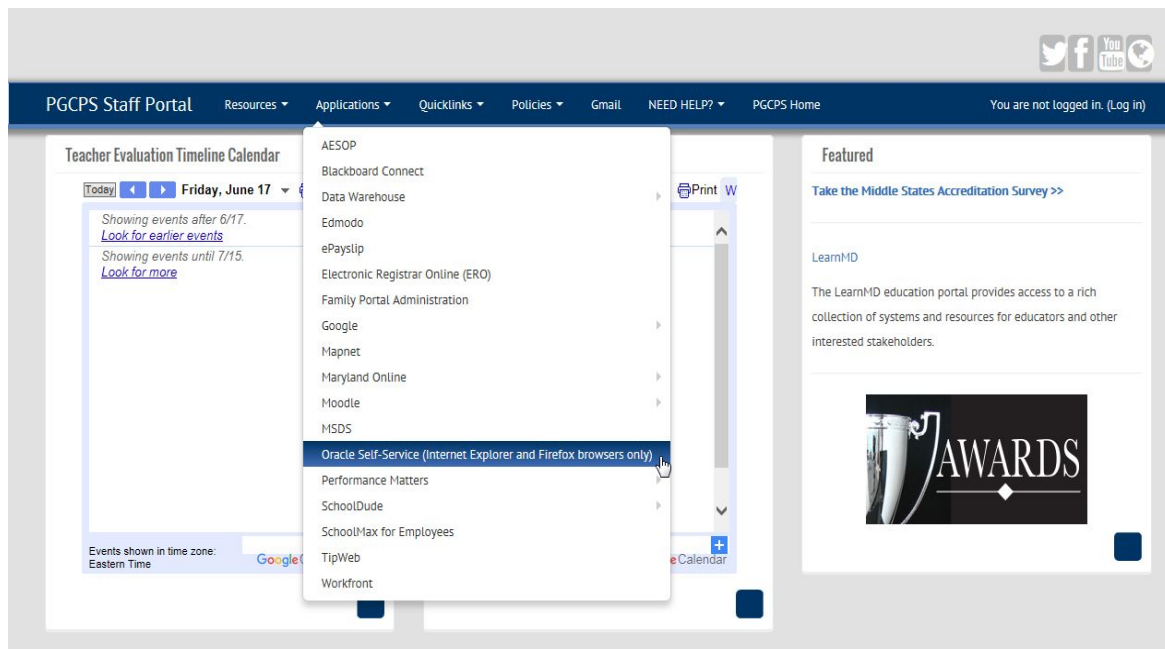 You Tube
PGCPS Staff Portal Resources Applications Quicklinks Policies Gmail NEED HELP? PGCPS Home You are not logged in. (Log in)
Teacher Evaluation Timeline Calendar
Today Friday, June 17
Showing events after 6/17.
Look for earlier events
Showing events until 7/15.
Look for more
Events shown in time zone:
Eastern Time
Google
AESOP
Blackboard Connect
Data Warehouse
Edmodo
ePayslip
Electronic Registrar Online (ERO)
Family Portal Administration
Google
Mapnet
Maryland Online
Moodle
MSDS
Oracle Self-Service (Internet Explorer and Firefox browsers only)
Performance Matters
SchoolDude
SchoolMax for Employees
TipWeb
Workfront
Print W
e Calendar
Featured
Take the Middle States Accreditation Survey >>
LearnMD
The LearnMD education portal provides access to a rich
collection of systems and resources for educators and other
interested stakeholders.
AWARDS